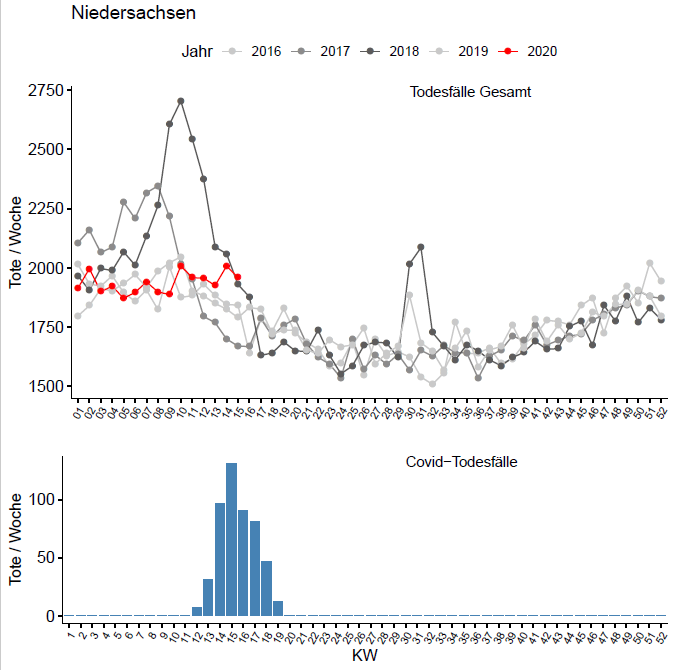 Niedersachsen
Jahr 2016 2017 2018 2019 2020
Todesfälle Gesamt
Tote / Woche
2750
2500
2250
2000
1750
1500
01 02 03 04 05 06 07 08 09 10 11 12 13 14 15 16 17 18 19 20 21 22 23 24 25 26 27 28 29 30 31 32 33 34 35 36 37 38 39 40 41 42 43 44 45 46 47 48 49 50 51 52
Covid−Todesfälle
Tote / Woche
100
50
0
1 2 3 4 5 6 7 8 9 10 11 12 13 14 15 16 17 18 19 20 21 22 23 24 25 26 27 28 29 30 31 32 33 34 35 36 37 38 39 40 41 42 43 44 45 46 47 48 49 50 51 52
KW